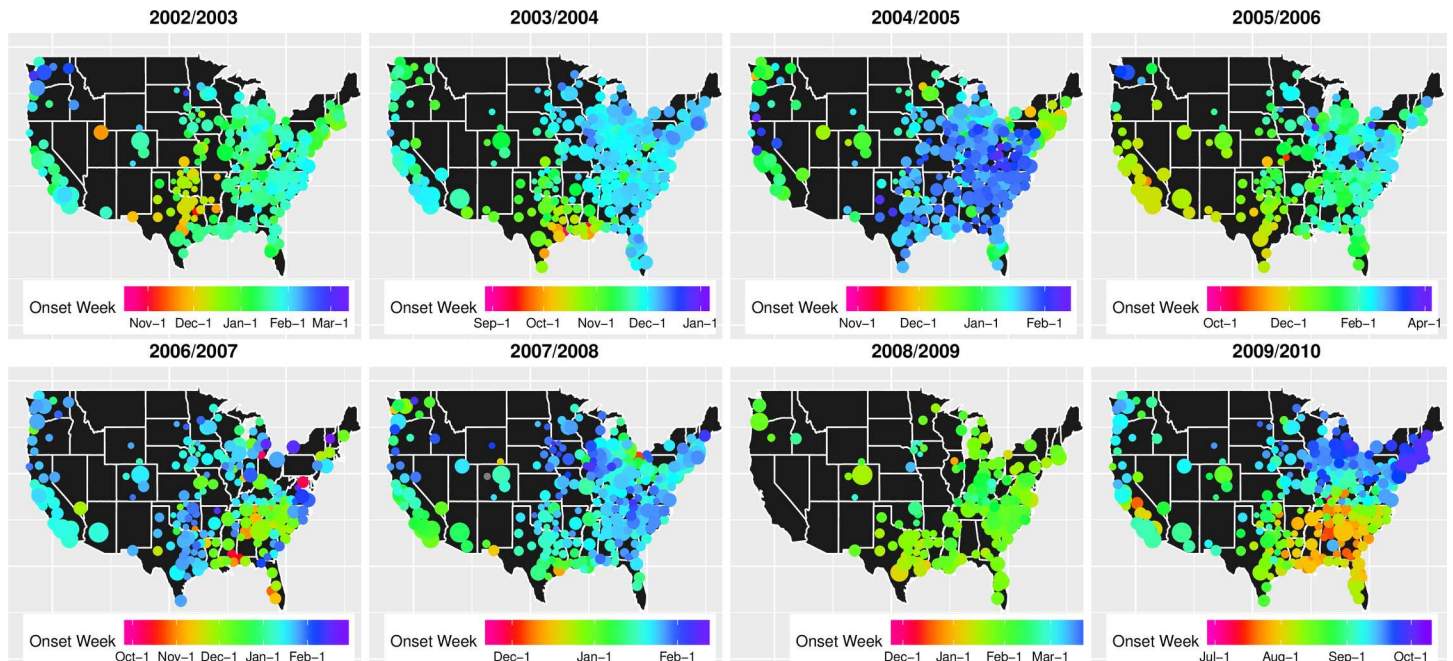 2002/2003
2003/2004
2004/2005
2005/2006
Onset Week
Nov−1 Dec−1 Jan−1 Feb−1 Mar−1
Onset Week
Sep−1 Oct−1 Nov−1 Dec−1 Jan−1
Onset Week
Nov−1 Dec−1 Jan−1 Feb−1
Onset Week
Oct−1 Dec−1 Feb−1 Apr−1
2006/2007
2007/2008
2008/2009
2009/2010
Onset Week
Oct−1 Nov−1 Dec−1 Jan−1 Feb−1
Onset Week
Dec−1 Jan−1 Feb−1
Onset Week
Dec−1 Jan−1 Feb−1 Mar−1
Onset Week
Jul−1 Aug−1 Sep−1 Oct−1